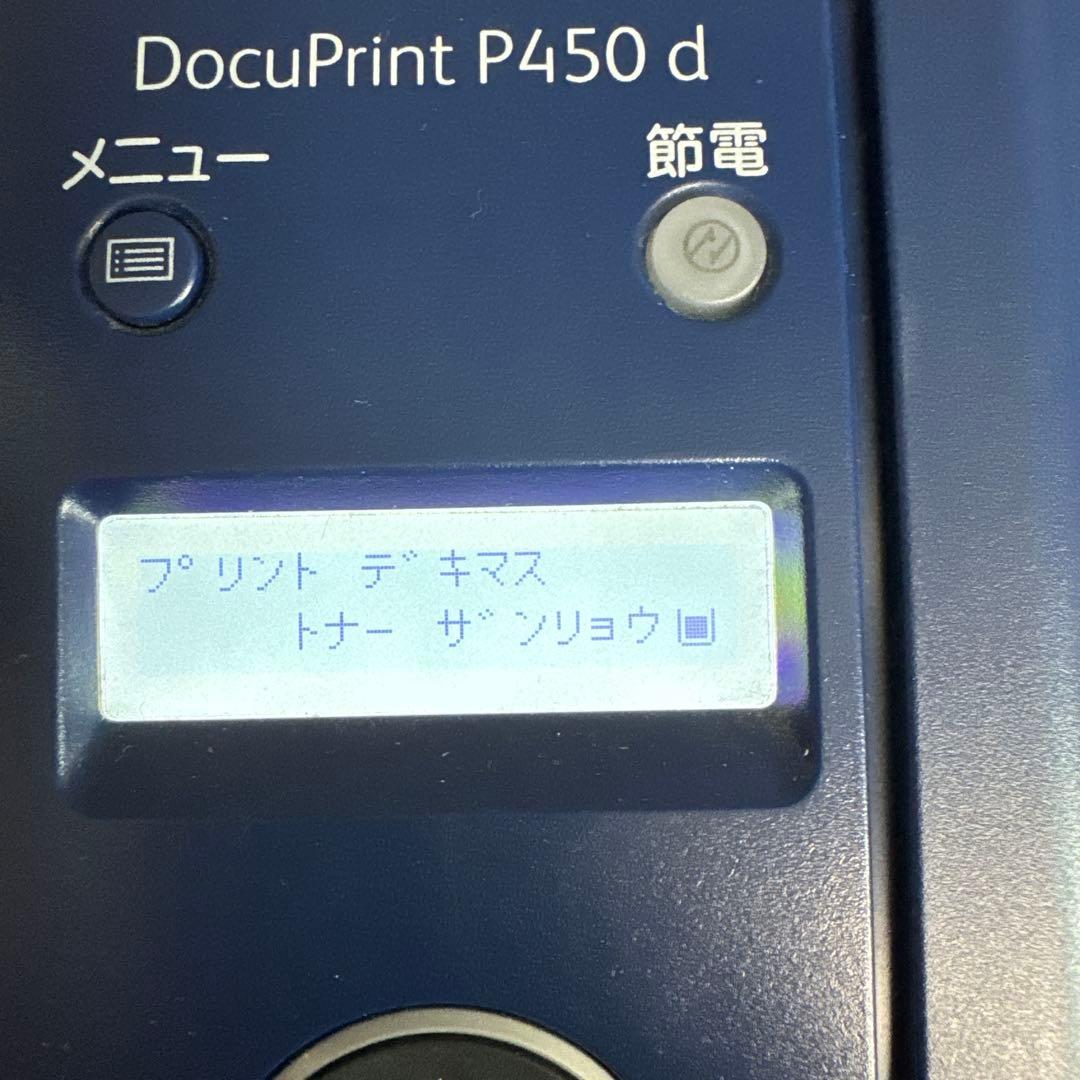 DocuPrint P450 d
メニュー
節電
プリント デキマス
トナー ザンリョウ